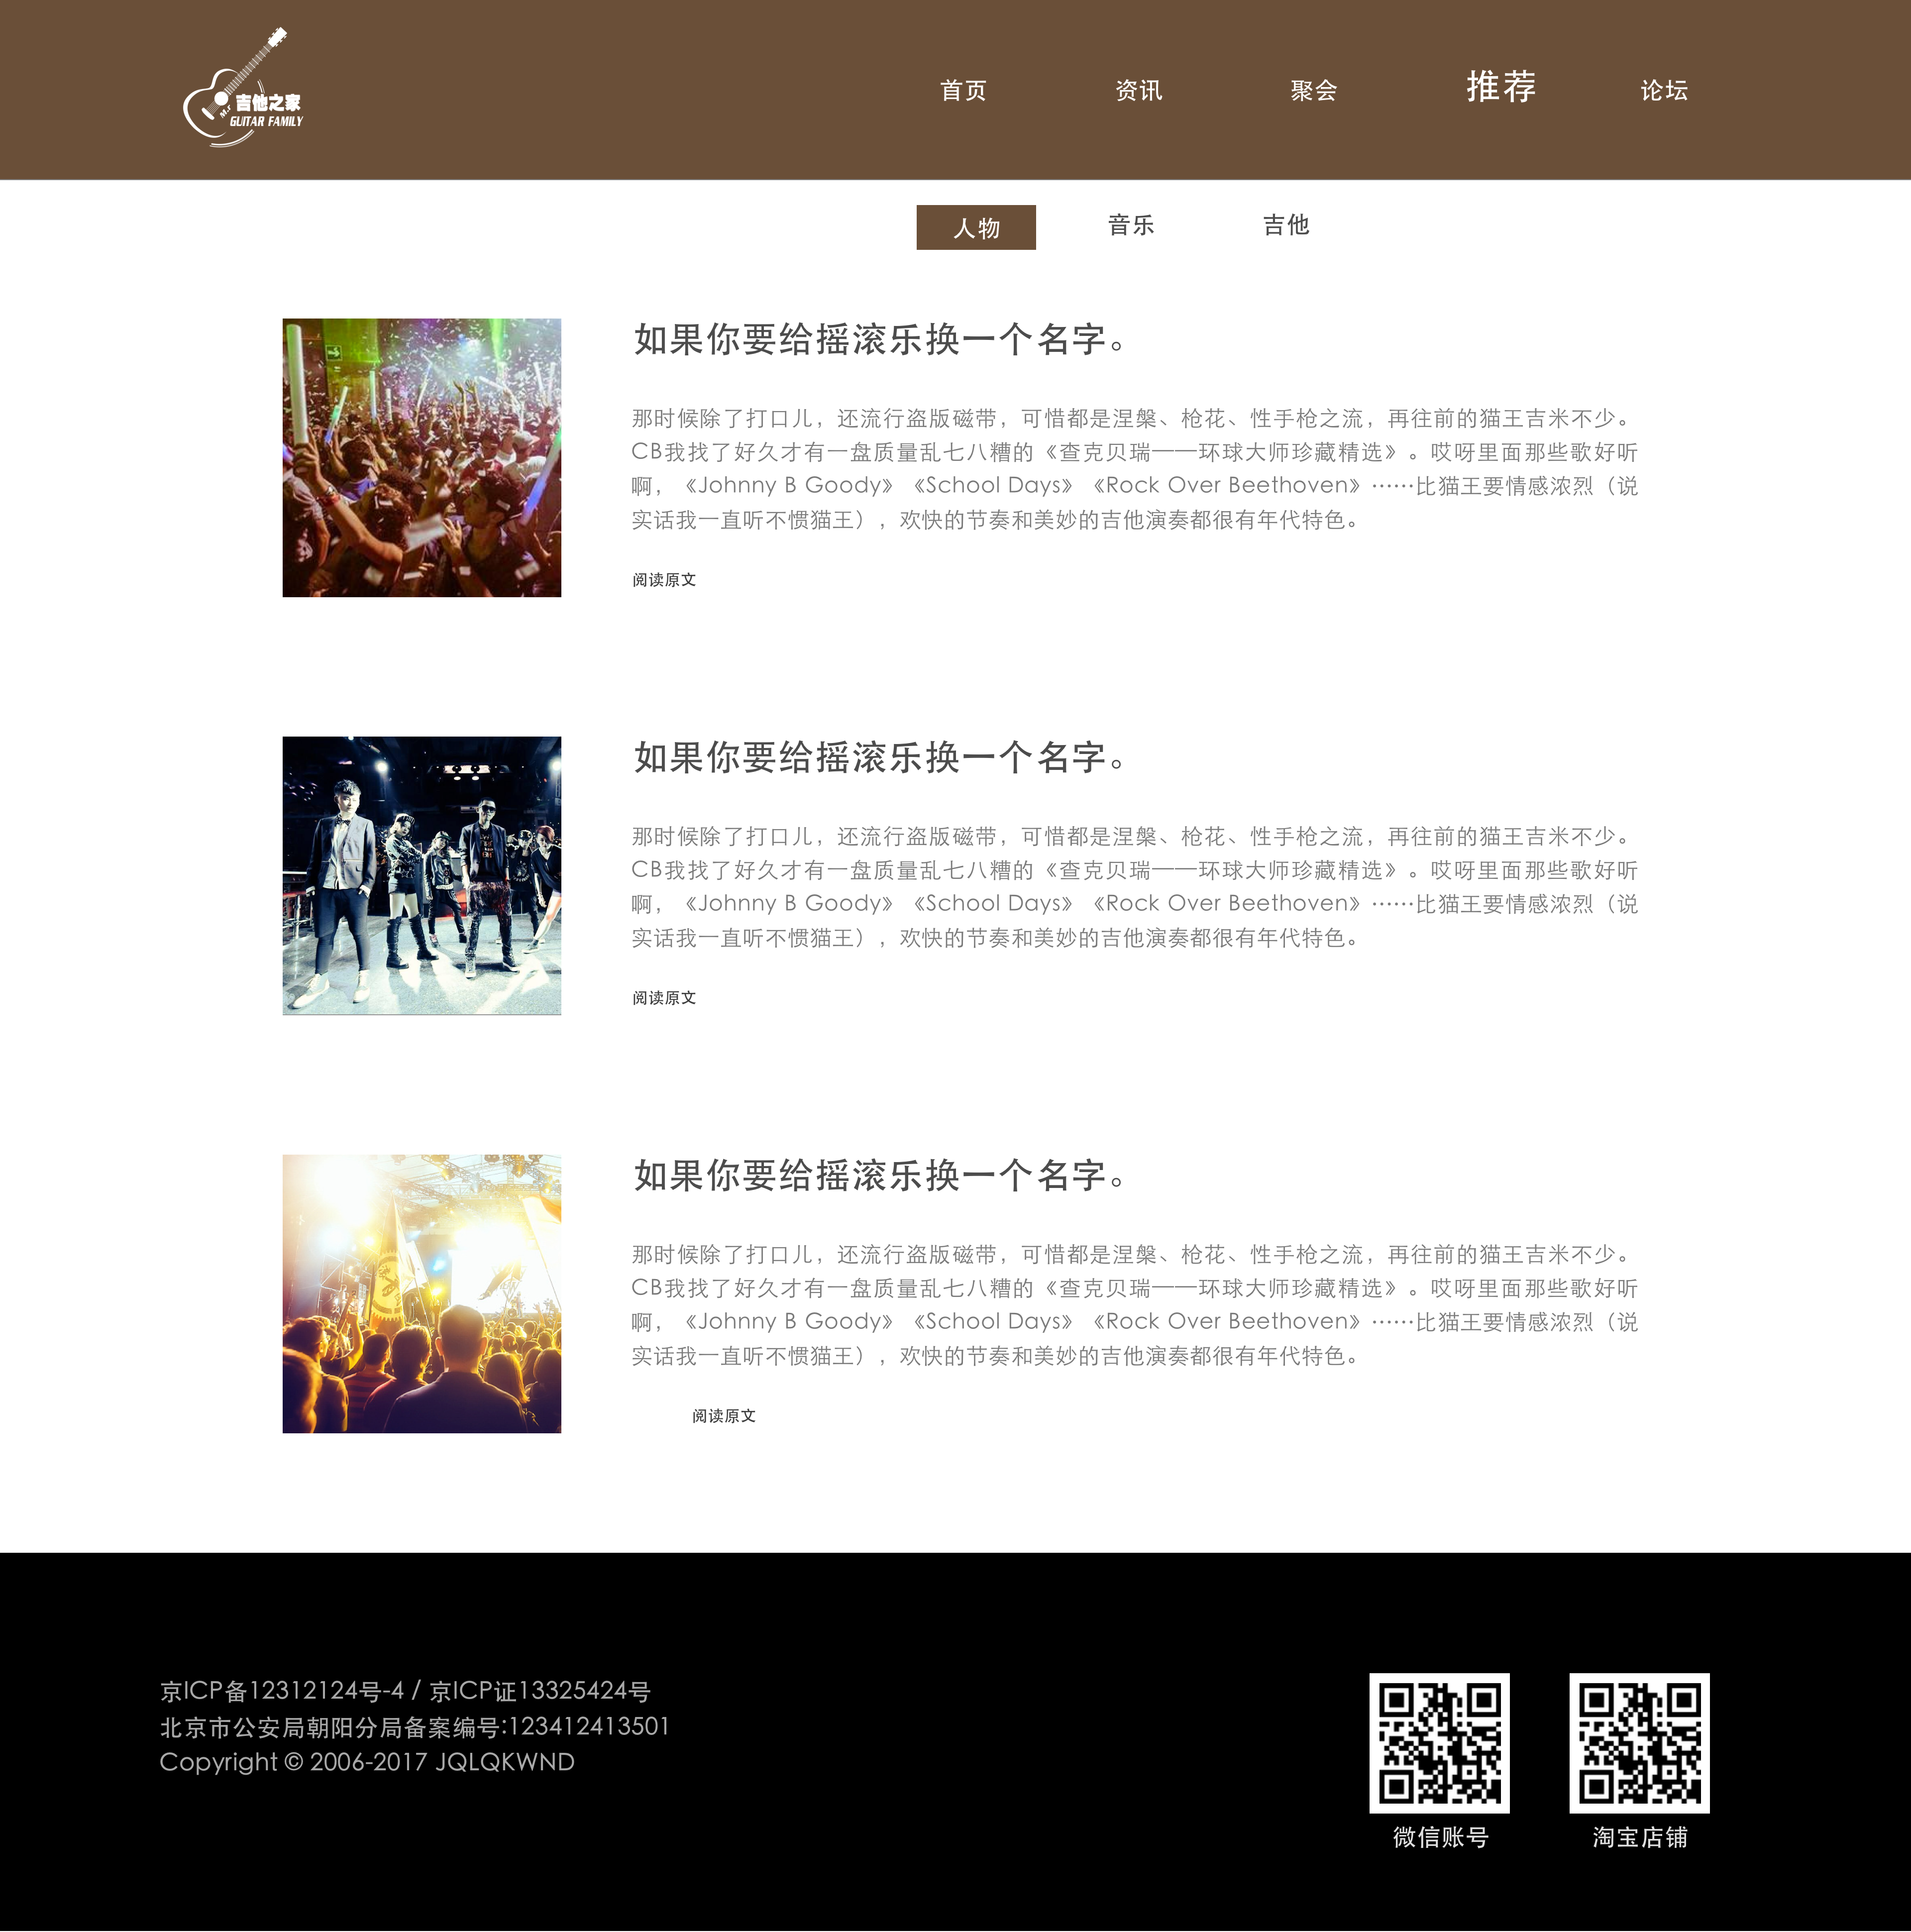 吉他之家
Mr
GUITAR FAMILY
首页
资讯
聚会
推荐
论坛
人物
音乐
吉他
如果你要给摇滚乐换一个名字。
那时候除了打口儿，还流行盗版磁带，可惜都是涅槃、枪花、性手枪之流，再往前的猫王吉米不少。
CB我找了好久才有一盘质量乱七八糟的《查克贝瑞——环球大师珍藏精选》。哎呀里面那些歌好听
啊，《Johnny B Goody》《School Days》《Rock Over Beethoven》……比猫王要情感浓烈（说
实话我一直听不惯猫王），欢快的节奏和美妙的吉他演奏都很有年代特色。
阅读原文
如果你要给摇滚乐换一个名字。
那时候除了打口儿，还流行盗版磁带，可惜都是涅槃、枪花、性手枪之流，再往前的猫王吉米不少。
CB我找了好久才有一盘质量乱七八糟的《查克贝瑞——环球大师珍藏精选》。哎呀里面那些歌好听
啊，《Johnny B Goody》《School Days》《Rock Over Beethoven》……比猫王要情感浓烈（说
实话我一直听不惯猫王），欢快的节奏和美妙的吉他演奏都很有年代特色。
阅读原文
如果你要给摇滚乐换一个名字。
那时候除了打口儿，还流行盗版磁带，可惜都是涅槃、枪花、性手枪之流，再往前的猫王吉米不少。
CB我找了好久才有一盘质量乱七八糟的《查克贝瑞——环球大师珍藏精选》。哎呀里面那些歌好听
啊，《Johnny B Goody》《School Days》《Rock Over Beethoven》……比猫王要情感浓烈（说
实话我一直听不惯猫王），欢快的节奏和美妙的吉他演奏都很有年代特色。
阅读原文
京ICP备12312124号-4 / 京ICP证13325424号
北京市公安局朝阳分局备案编号:123412413501
Copyright © 2006-2017 JQLQKWND
微信账号
淘宝店铺